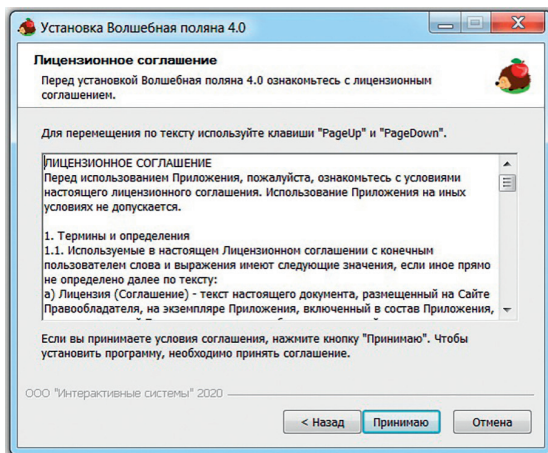 Установка Волшебная поляна 4.0
Лицензионное соглашение
Перед установкой Волшебная поляна 4.0 ознакомьтесь с лицензионным
соглашением.
Для перемещения по тексту используйте клавиши "PageUp" и "PageDown".
ЛИЦЕНЗИОННОЕ СОГЛАШЕНИЕ
Перед использованием Приложения, пожалуйста, ознакомьтесь с условиями
настоящего лицензионного соглашения. Использование Приложения на иных
условиях не допускается.
1. Термины и определения
1.1. Используемые в настоящем Лицензионном соглашении с конечным
пользователем слова и выражения имеют следующие значения, если иное прямо
не определено далее по тексту:
а) Лицензия (Соглашение) - текст настоящего документа, размещенный на Сайте
Правообладателя, на экземпляре Приложения, включенный в состав Приложения,
Если вы принимаете условия соглашения, нажмите кнопку "Принимаю". Чтобы
установить программу, необходимо принять соглашение.
ООО "Интерактивные системы" 2020
< Назад
Принимаю
Отмена